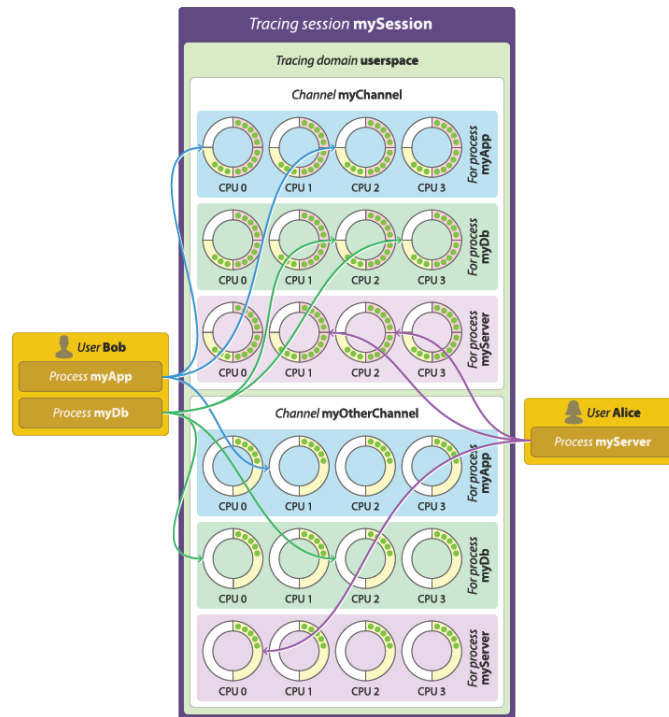 Tracing session mySession
Tracing domain userspace
Channel myChannel
CPU 0 CPU 1 CPU 2 CPU 3
For process
myApp
CPU 0 CPU 1 CPU 2 CPU 3
For process
myDb
CPU 0 CPU 1 CPU 2 CPU 3
For process
myServer
User Bob
Process myApp
Process myDb
Channel myOtherChannel
CPU 0 CPU 1 CPU 2 CPU 3
For process
myApp
CPU 0 CPU 1 CPU 2 CPU 3
For process
myDb
CPU 0 CPU 1 CPU 2 CPU 3
For process
myServer
User Alice
Process myServer